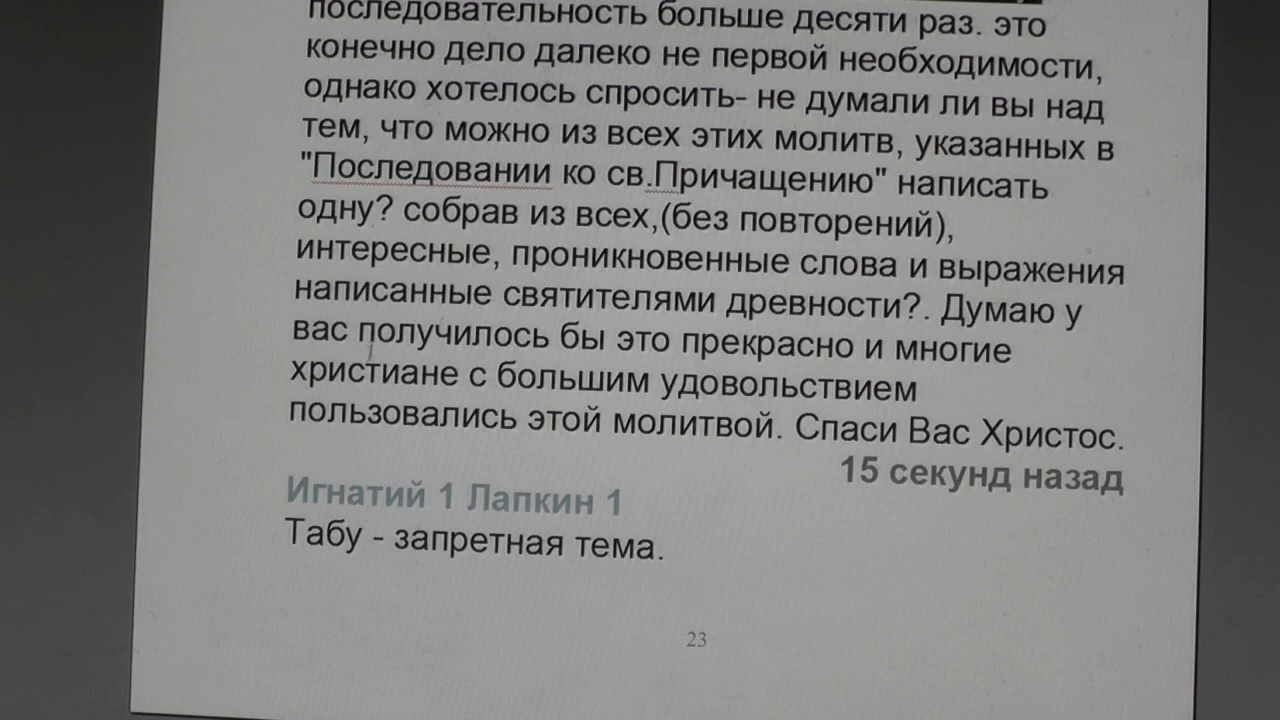 последовательность больше десяти раз. это
конечно дело далеко не первой необходимости,
однако хотелось спросить- не думали ли вы над
тем, что можно из всех этих молитв, указанных в
"Последовании ко св.Причащению" написать
одну? собрав из всех,(без повторений),
интересные, проникновенные слова и выражения
написанные святителями древности?. Думаю у
вас получилось бы это прекрасно и многие
христиане с большим удовольствием
пользовались этой молитвой. Спаси Вас Христос.
15 секунд назад
Игнатий 1 Лапкин 1
Табу - запретная тема.
23